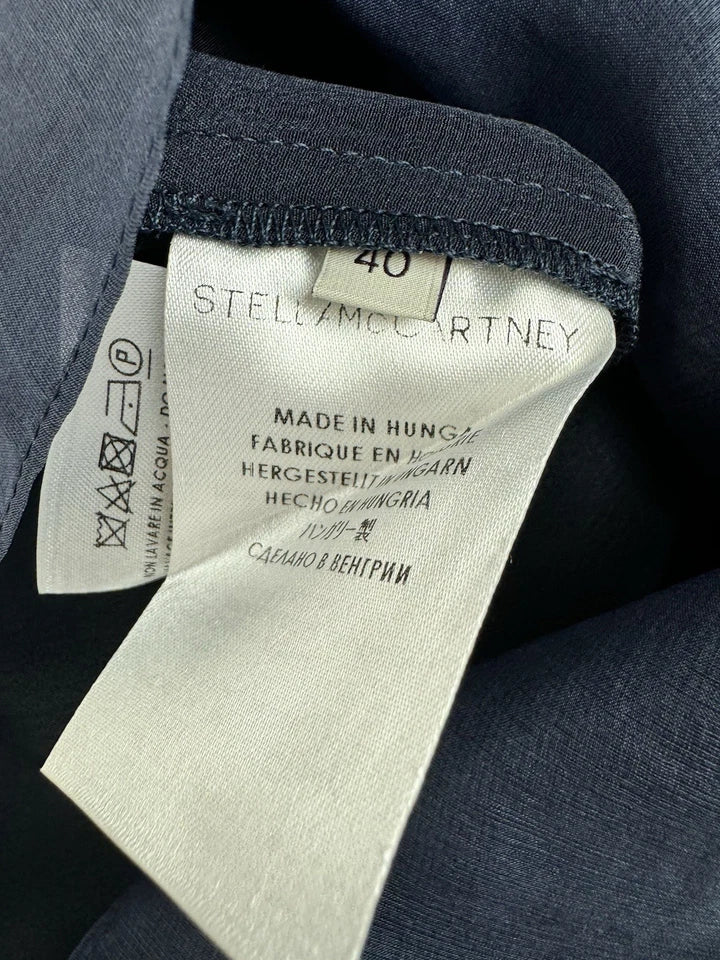 40
STELLA McCARTNEY
MADE IN HUNGA
FABRIQUE EN HONGRIE
HERGESTELLT IN UNGARN
HECHO EN HUNGRIA
ハンガリー製
СДЕЛАНО В ВЕНГРИИ
P
NON LAVARE IN ACQUA